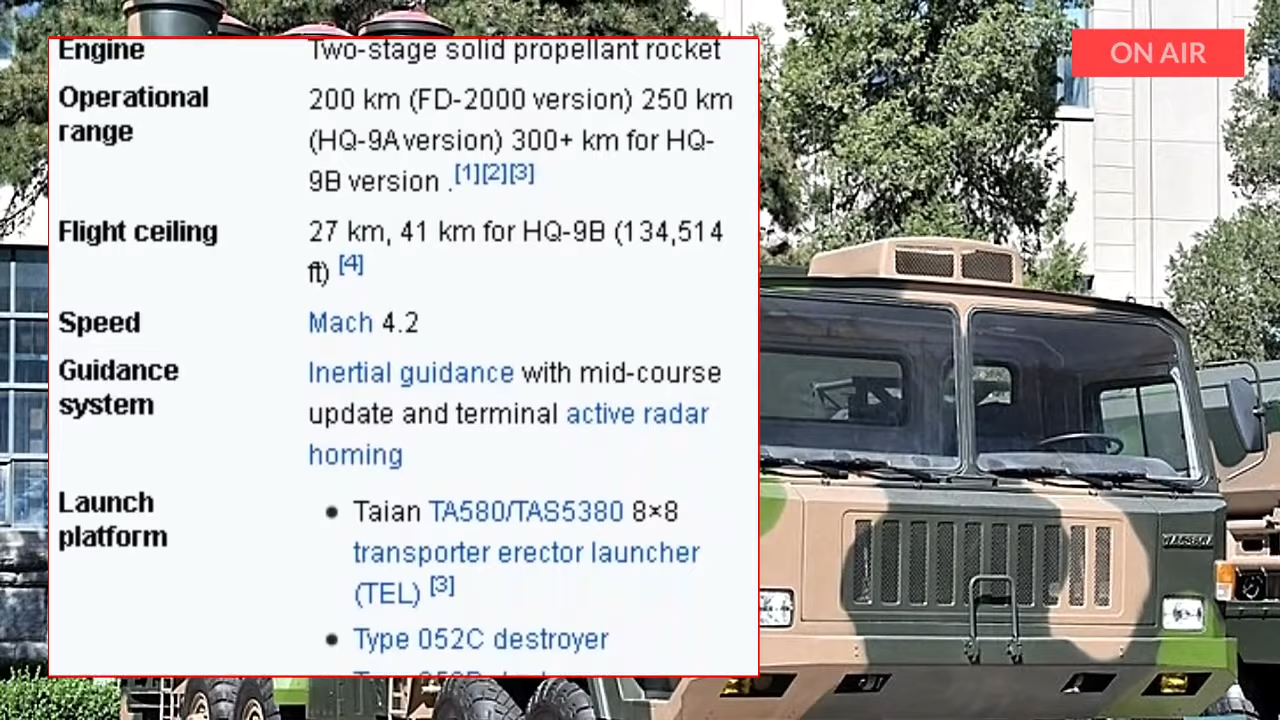 ON AIR
Engine Two-stage solid propellant rocket
Operational 200 km (FD-2000 version) 250 km
range (HQ-9A version) 300+ km for HQ-
9B version .[1][2][3]
Flight ceiling 27 km, 41 km for HQ-9B (134,514
ft) [4]
Speed Mach 4.2
Guidance Inertial guidance with mid-course
system update and terminal active radar
homing
Launch • Taian TA580/TAS5380 8×8
platform transporter erector launcher
(TEL) [3]
• Type 052C destroyer